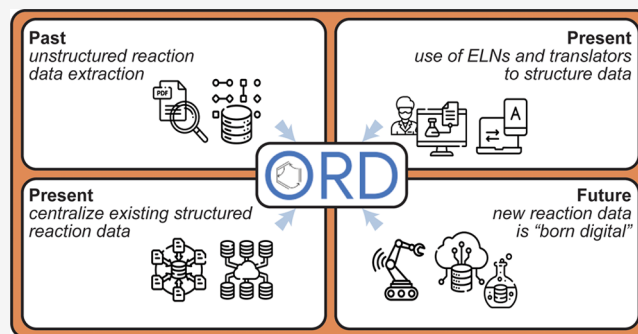 Past
unstructured reaction
data extraction
PDF
Present
use of ELNs and translators
to structure data
A
ORD
Present
centralize existing structured
reaction data
Future
new reaction data
is “born digital”